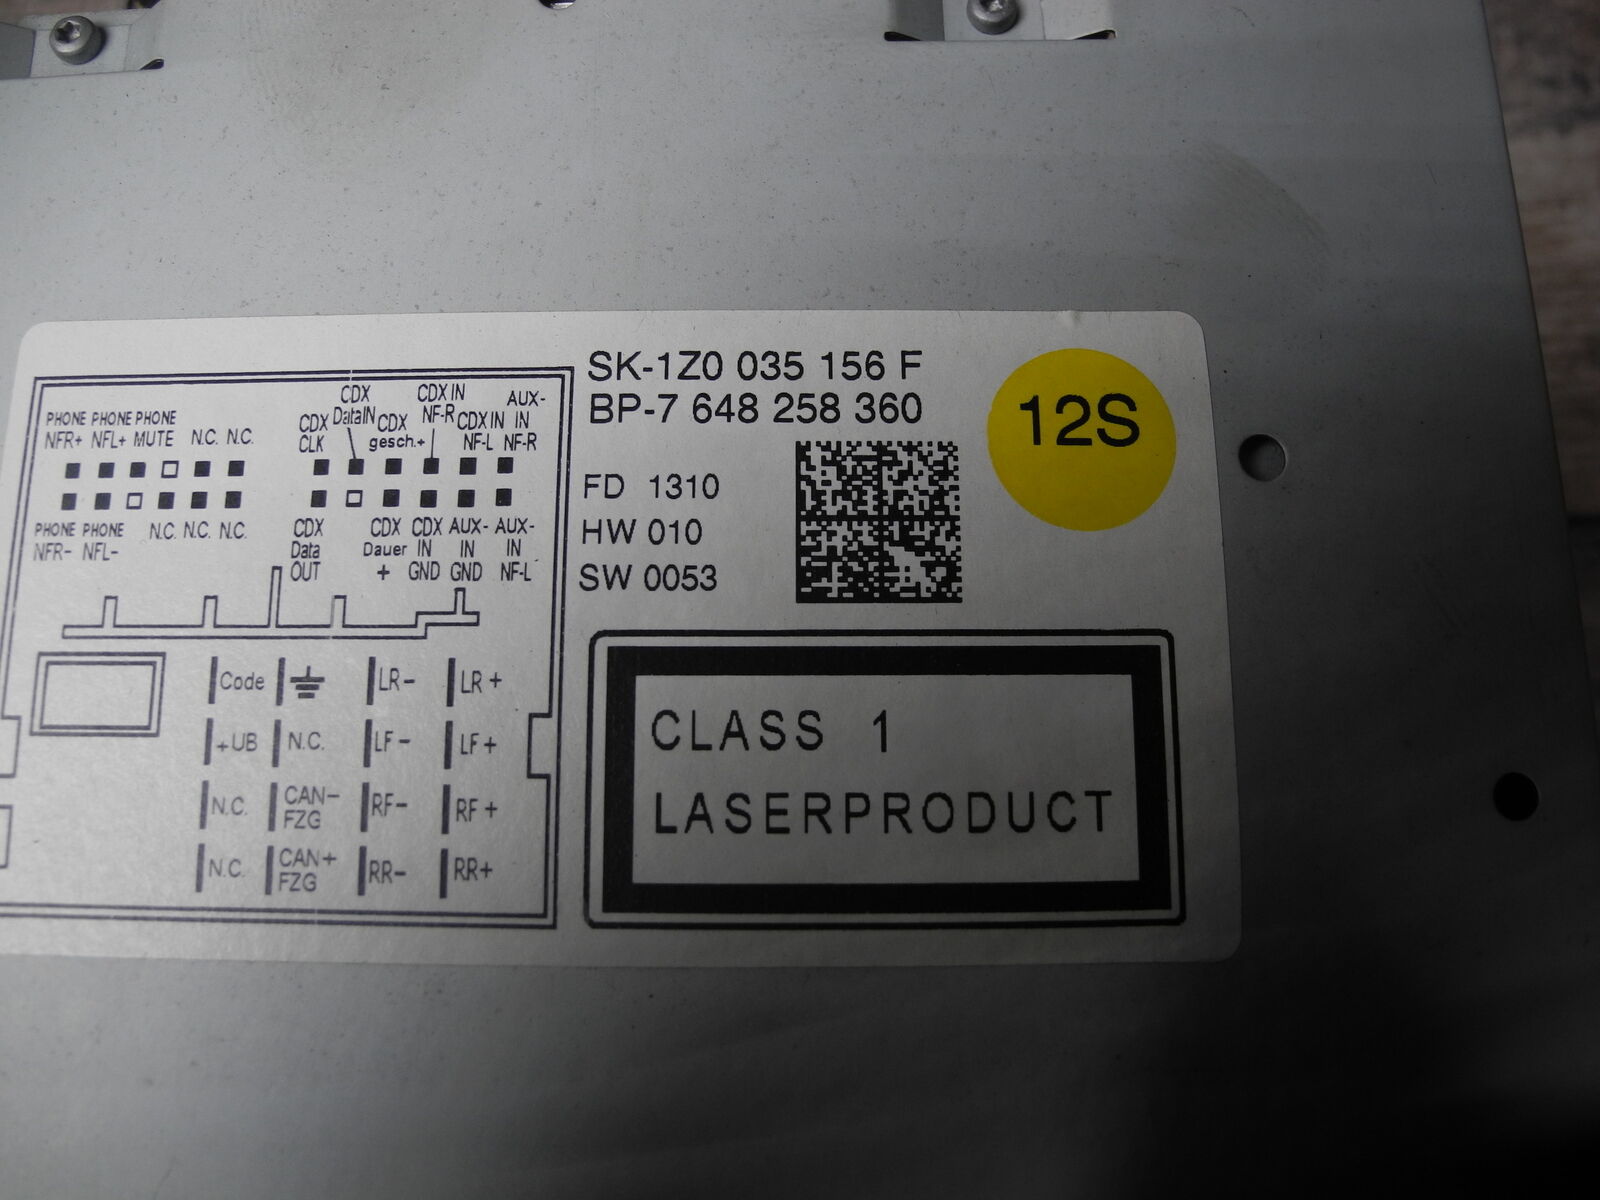 SK-1Z0 035 156 F
BP-7 648 258 360
12S
FD 1310
HW 010
SW 0053
CLASS 1
LASERPRODUCT
PHONE PHONE PHONE
NFR+ NFL+ MUTE N.C. N.C.
CDX CLK
CDX DataIN
CDX gesch.+
CDX IN NF-R
CDX IN NF-L
AUX-IN NF-R
PHONE PHONE
NFR- NFL-
N.C. N.C. N.C.
CDX Data OUT
CDX Dauer +
CDX IN GND
AUX-IN GND
AUX-IN NF-L
Code LR- LR+
+UB N.C. LF- LF+
N.C. CAN- FZG RF- RF+
N.C. CAN+ FZG RR- RR+